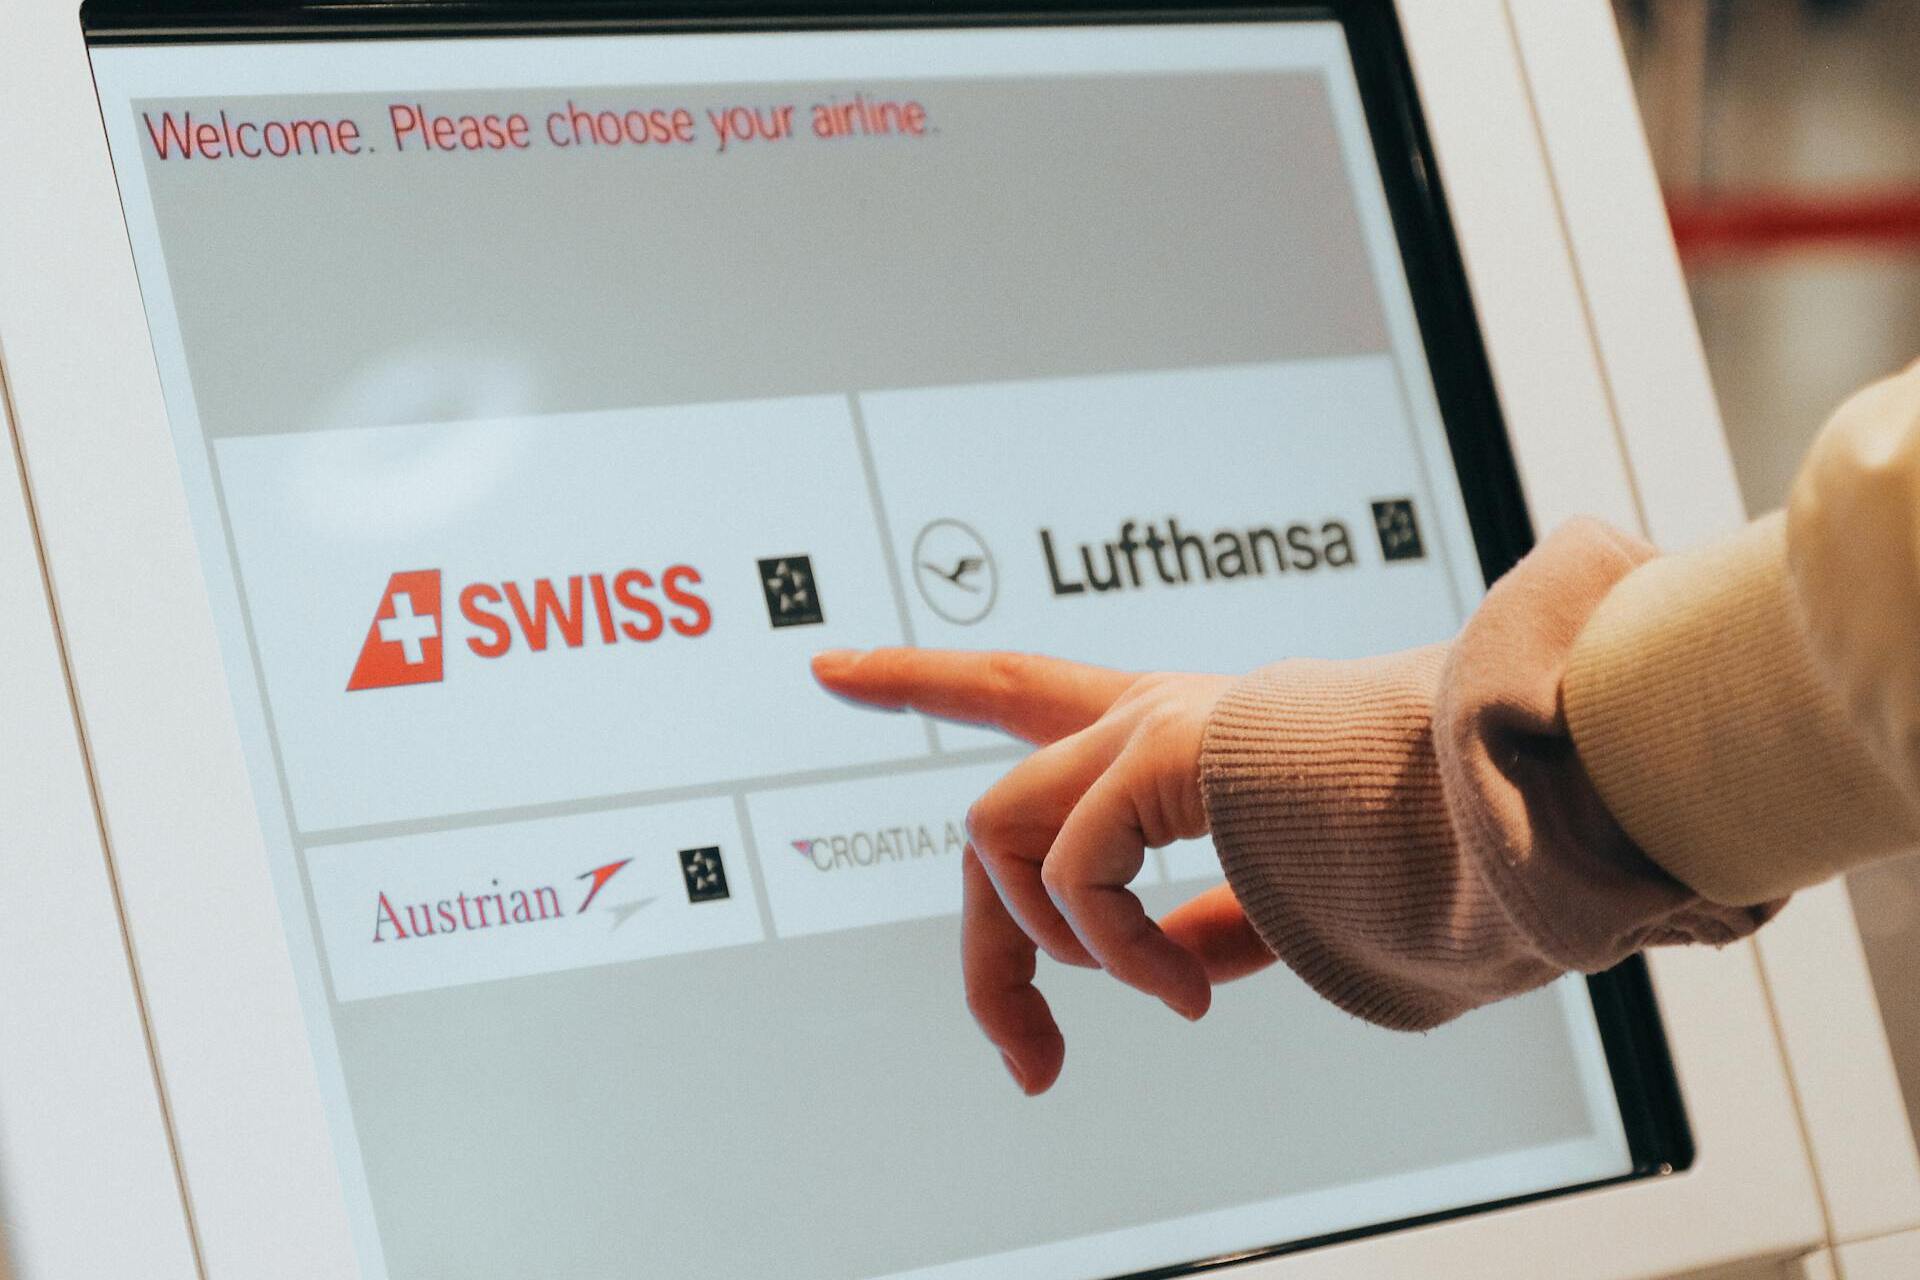 Welcome. Please choose your airline.
SWISS
Lufthansa
Austrian
CROATIA